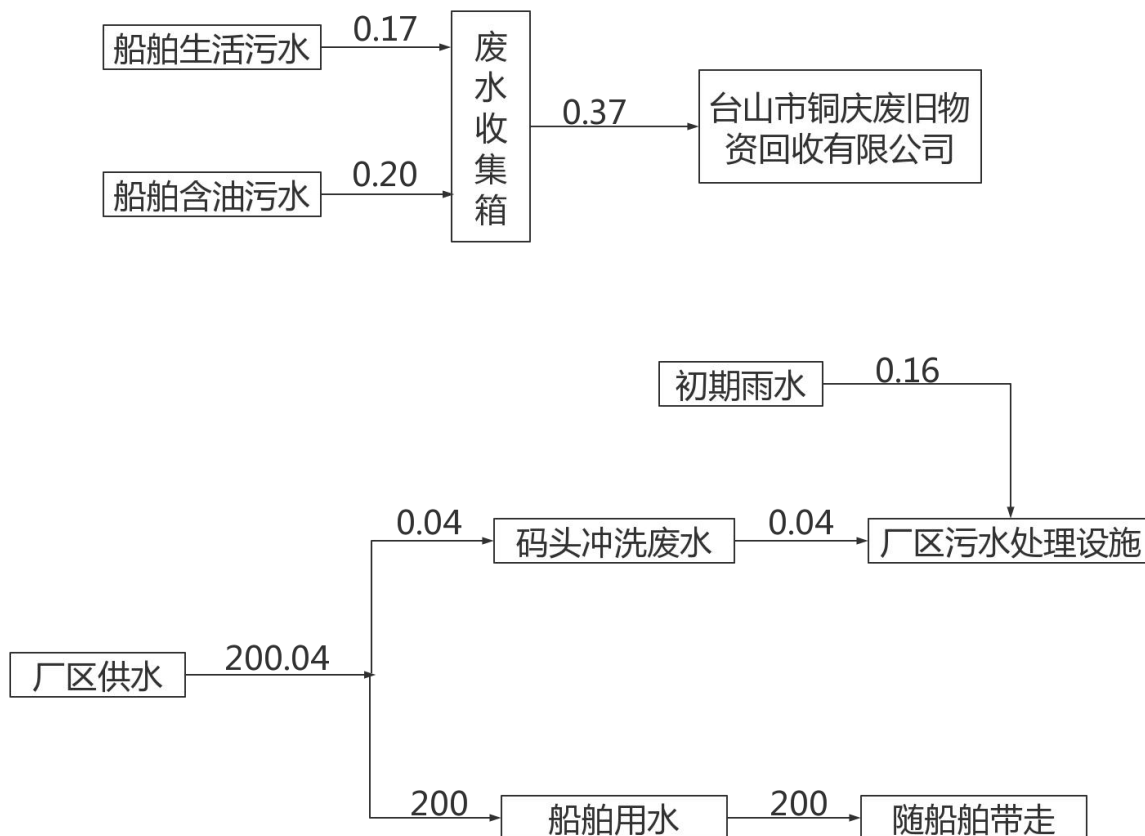 船舶生活污水
0.17
废水收集箱
0.37
台山市铜庆废旧物
资回收有限公司
船舶含油污水
0.20
初期雨水
0.16
0.04
码头冲洗废水
0.04
厂区污水处理设施
厂区供水
200.04
200
船舶用水
200
随船舶带走